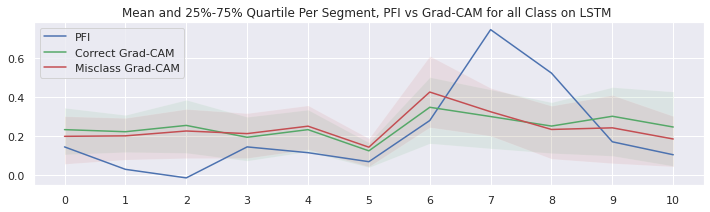 Mean and 25%-75% Quartile Per Segment, PFI vs Grad-CAM for all Class on LSTM
PFI
Correct Grad-CAM
Misclass Grad-CAM
0.6
0.4
0.2
0.0
0 1 2 3 4 5 6 7 8 9 10